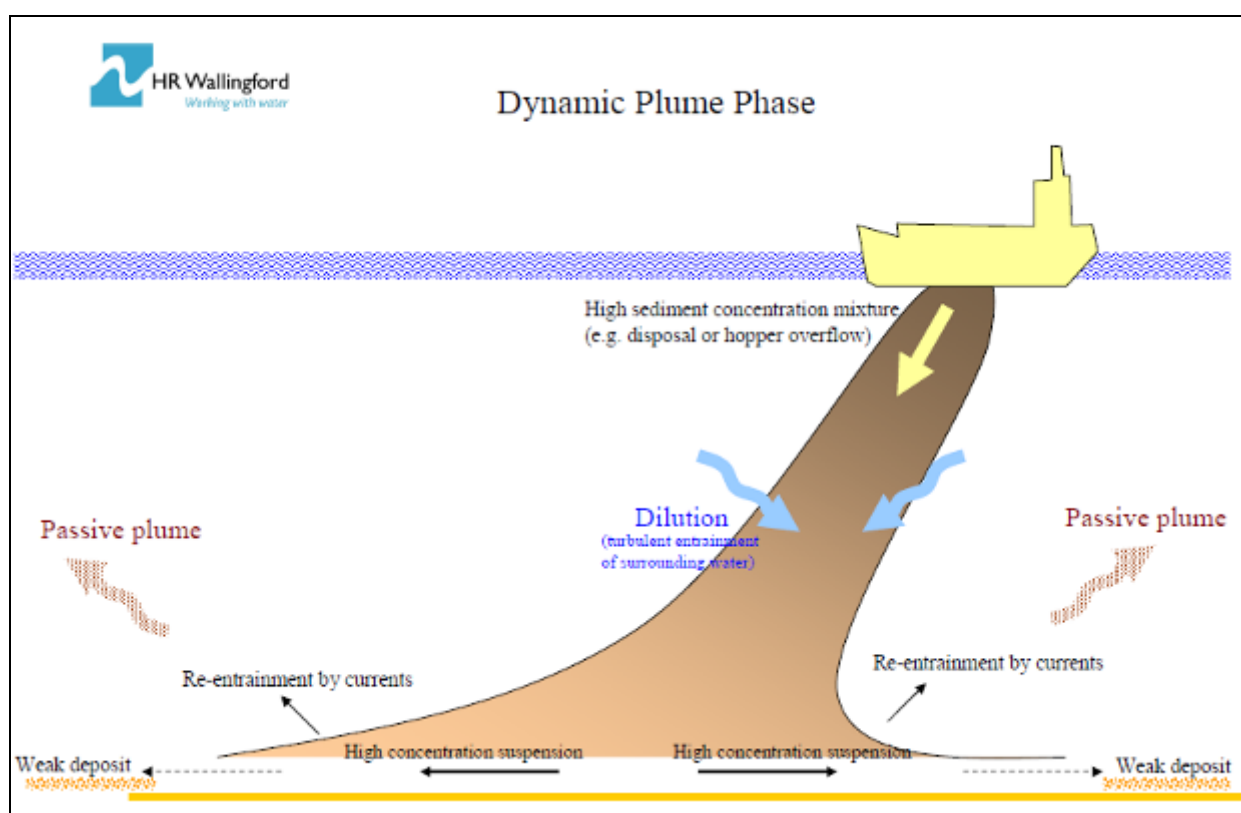 HR Wallingford
Working with water
Dynamic Plume Phase
High sediment concentration mixture
(e.g. disposal or hopper overflow)
Dilution
(turbulent entrainment
of surrounding water)
Passive plume
Passive plume
Re-entrainment by currents
Re-entrainment by currents
High concentration suspension
High concentration suspension
Weak deposit
Weak deposit